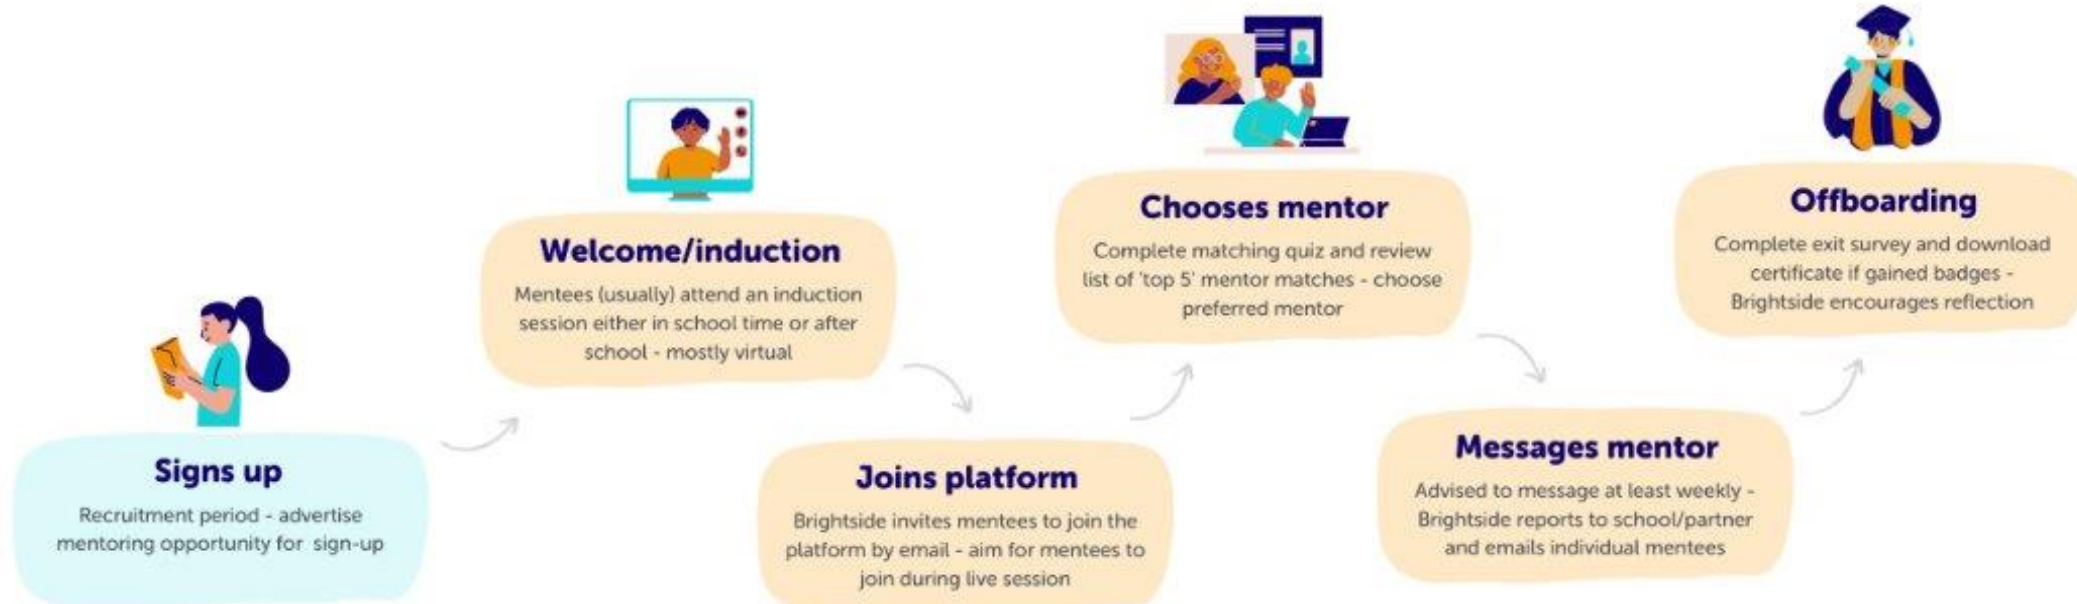 Signs up
Recruitment period - advertise
mentoring opportunity for sign-up
Welcome/induction
Mentees (usually) attend an induction
session either in school time or after
school - mostly virtual
Joins platform
Brightside invites mentees to join the
platform by email - aim for mentees to
join during live session
Chooses mentor
Complete matching quiz and review
list of 'top 5' mentor matches - choose
preferred mentor
Messages mentor
Advised to message at least weekly -
Brightside reports to school/partner
and emails individual mentees
Offboarding
Complete exit survey and download
certificate if gained badges -
Brightside encourages reflection